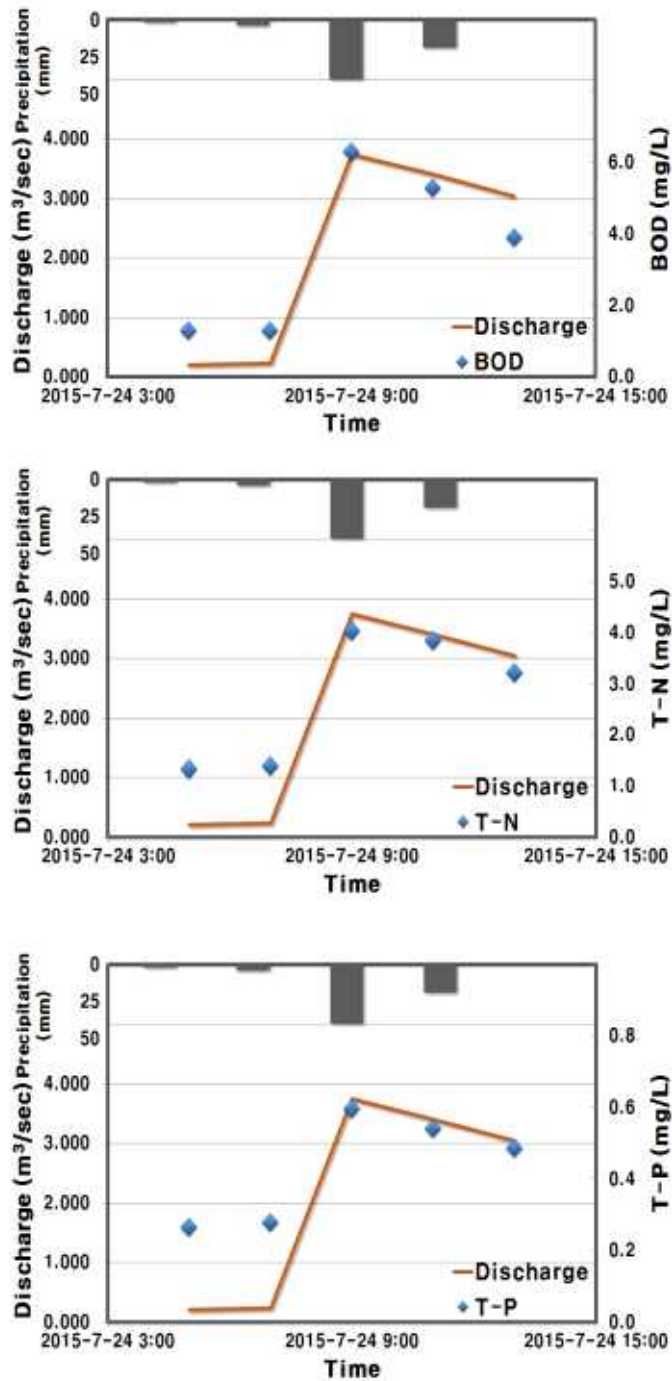 0
25
50
Precipitation
(mm)
4.000
3.000
2.000
1.000
0.000
Discharge (m³/sec)
6.0
4.0
2.0
0.0
BOD (mg/L)
Discharge
BOD
2015-7-24 3:00 2015-7-24 9:00 2015-7-24 15:00
Time
0
25
50
Precipitation
(mm)
4.000
3.000
2.000
1.000
0.000
Discharge (m³/sec)
5.0
4.0
3.0
2.0
1.0
0.0
T-N (mg/L)
Discharge
T-N
2015-7-24 3:00 2015-7-24 9:00 2015-7-24 15:00
Time
0
25
50
Precipitation
(mm)
4.000
3.000
2.000
1.000
0.000
Discharge (m³/sec)
0.8
0.6
0.4
0.2
0.0
T-P (mg/L)
Discharge
T-P
2015-7-24 3:00 2015-7-24 9:00 2015-7-24 15:00
Time